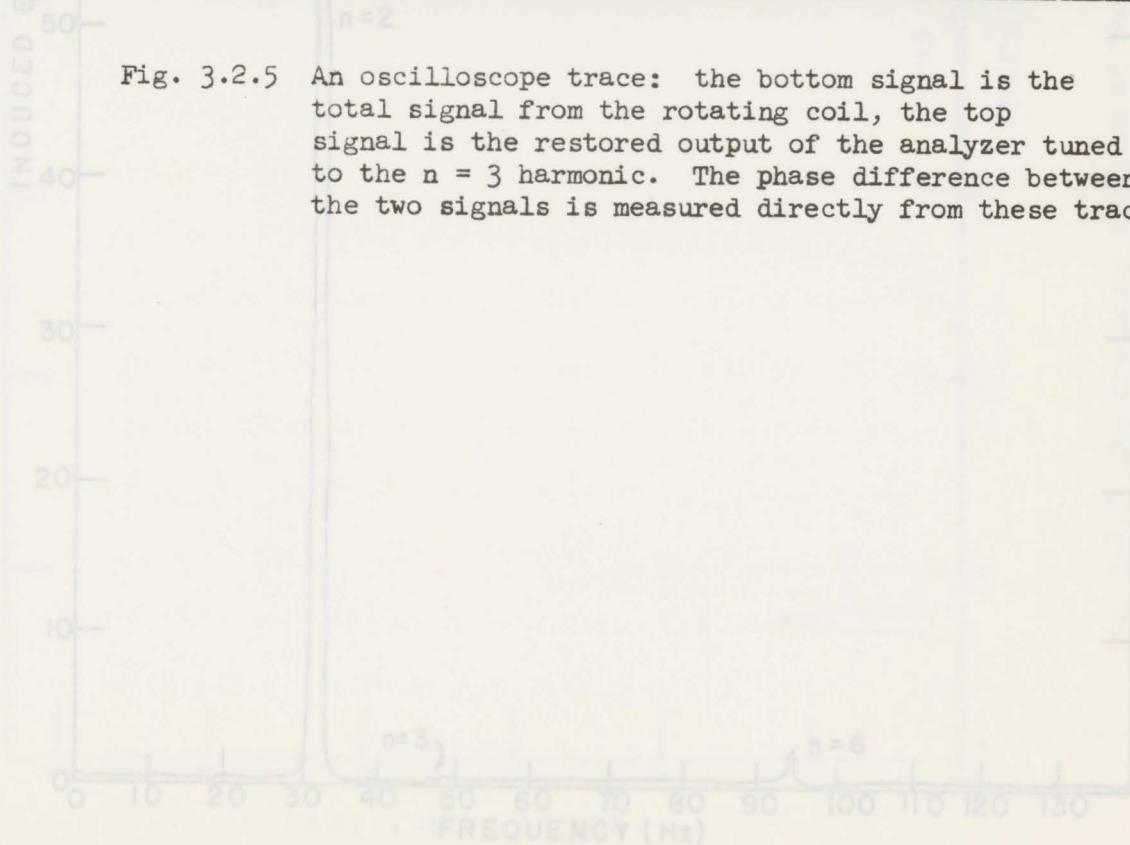 50
n=2
INDUCED E
Fig. 3.2.5 An oscilloscope trace: the bottom signal is the
total signal from the rotating coil, the top
signal is the restored output of the analyzer tuned
to the n = 3 harmonic. The phase difference between
the two signals is measured directly from these trac
40
30
20
10
n=3
n=6
0
0 10 20 30 40 50 60 70 80 90 100 110 120 130
FREQUENCY (Hz)